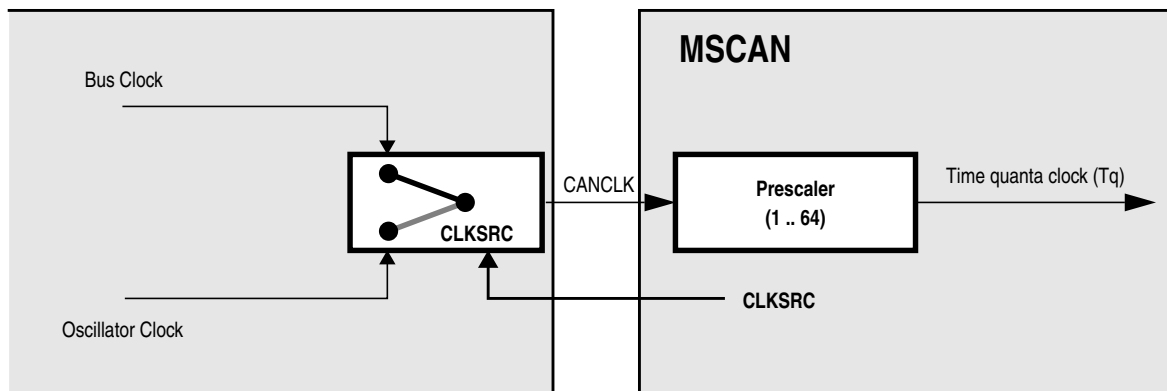 MSCAN
Bus Clock
CANCLK
Prescaler
(1 .. 64)
Time quanta clock (Tq)
CLKSRC
CLKSRC
Oscillator Clock